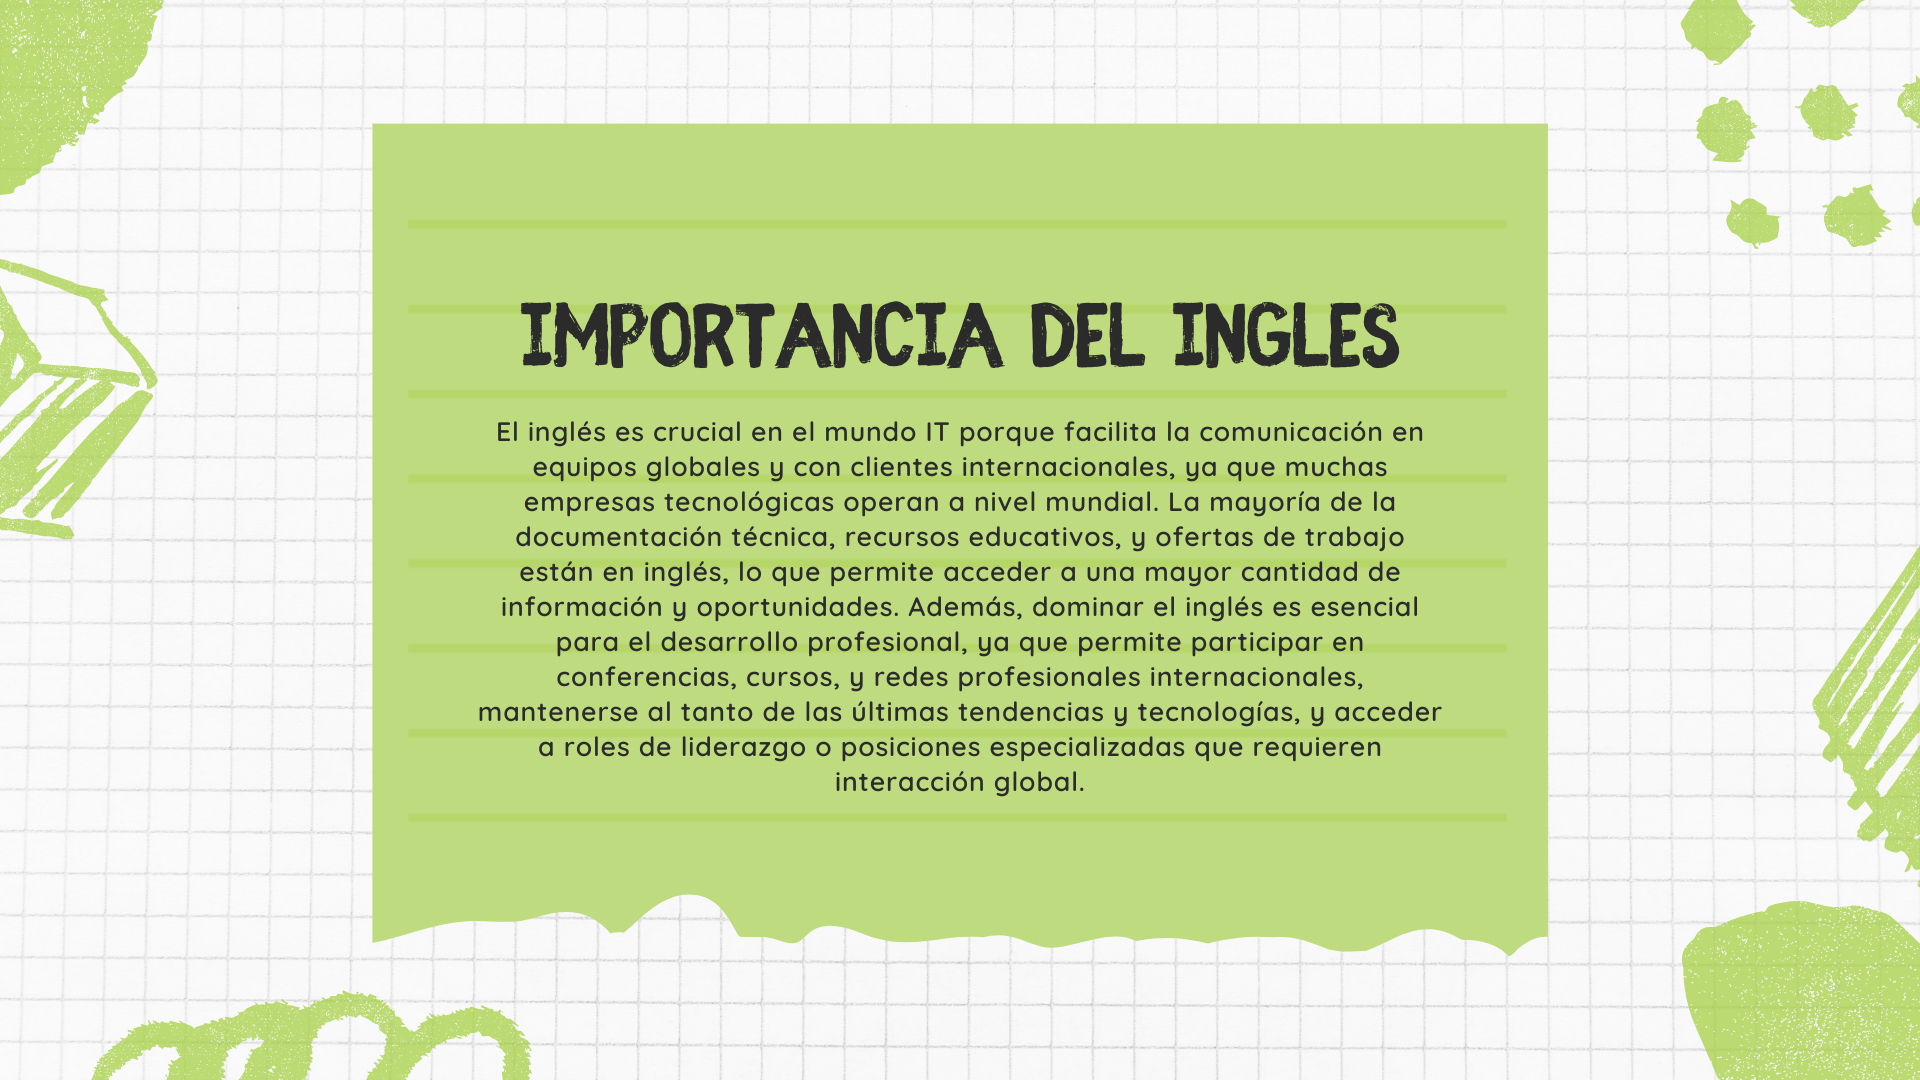 IMPORTANCIA DEL INGLES
El inglés es crucial en el mundo IT porque facilita la comunicación en
equipos globales y con clientes internacionales, ya que muchas
empresas tecnológicas operan a nivel mundial. La mayoría de la
documentación técnica, recursos educativos, y ofertas de trabajo
están en inglés, lo que permite acceder a una mayor cantidad de
información y oportunidades. Además, dominar el inglés es esencial
para el desarrollo profesional, ya que permite participar en
conferencias, cursos, y redes profesionales internacionales,
mantenerse al tanto de las últimas tendencias y tecnologías, y acceder
a roles de liderazgo o posiciones especializadas que requieren
interacción global.